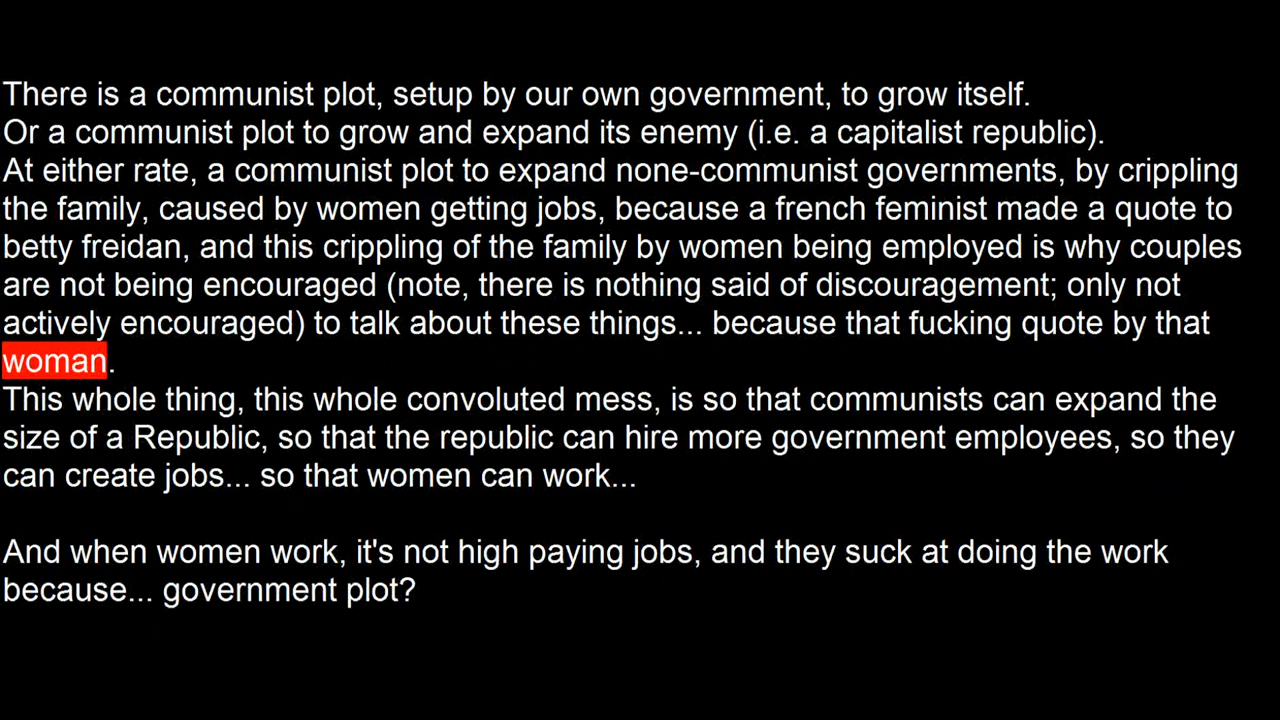 There is a communist plot, setup by our own government, to grow itself.
Or a communist plot to grow and expand its enemy (i.e. a capitalist republic).
At either rate, a communist plot to expand none-communist governments, by crippling
the family, caused by women getting jobs, because a french feminist made a quote to
betty freidan, and this crippling of the family by women being employed is why couples
are not being encouraged (note, there is nothing said of discouragement; only not
actively encouraged) to talk about these things... because that fucking quote by that
woman.
This whole thing, this whole convoluted mess, is so that communists can expand the
size of a Republic, so that the republic can hire more government employees, so they
can create jobs... so that women can work...
And when women work, it's not high paying jobs, and they suck at doing the work
because... government plot?